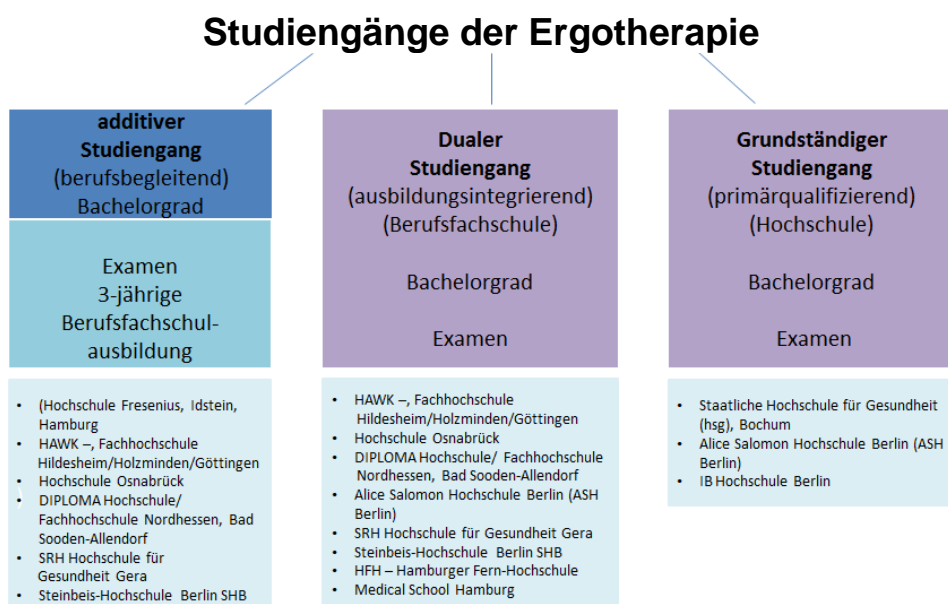 Studiengänge der Ergotherapie
additiver
Studiengang
(berufsbegleitend)
Bachelorgrad
Examen
3-jährige
Berufsfachschul-
ausbildung
• (Hochschule Fresenius, Idstein,
Hamburg
• HAWK –, Fachhochschule
Hildesheim/Holzminden/Göttingen
• Hochschule Osnabrück
• DIPLOMA Hochschule/
Fachhochschule Nordhessen, Bad
Sooden-Allendorf
• SRH Hochschule für
Gesundheit Gera
• Steinbeis-Hochschule Berlin SHB
Dualer
Studiengang
(ausbildungsintegrierend)
(Berufsfachschule)
Bachelorgrad
Examen
• HAWK –, Fachhochschule
Hildesheim/Holzminden/Göttingen
• Hochschule Osnabrück
• DIPLOMA Hochschule/ Fachhochschule
Nordhessen, Bad Sooden-Allendorf
• Alice Salomon Hochschule Berlin (ASH
Berlin)
• SRH Hochschule für Gesundheit Gera
• Steinbeis-Hochschule Berlin SHB
• HFH – Hamburger Fern-Hochschule
• Medical School Hamburg
Grundständiger
Studiengang
(primärqualifizierend)
(Hochschule)
Bachelorgrad
Examen
• Staatliche Hochschule für Gesundheit
(hsg), Bochum
• Alice Salomon Hochschule Berlin (ASH
Berlin)
• IB Hochschule Berlin